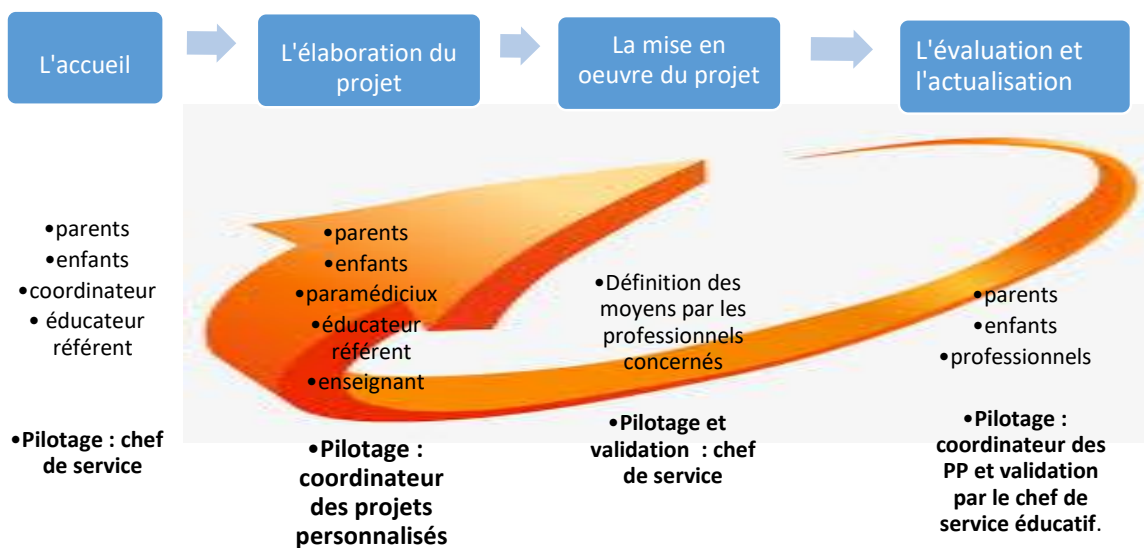 L'accueil
L'élaboration du
projet
La mise en
oeuvre du projet
L'évaluation et
l'actualisation
•parents
•enfants
•coordinateur
• éducateur
référent
•Pilotage : chef
de service
•parents
•enfants
•paramédiciux
•éducateur
référent
•enseignant
•Pilotage :
coordinateur
des projets
personnalisés
•Définition des
moyens par les
professionnels
concernés
•Pilotage et
validation : chef
de service
•parents
•enfants
•professionnels
•Pilotage :
coordinateur des
PP et validation
par le chef de
service éducatif.